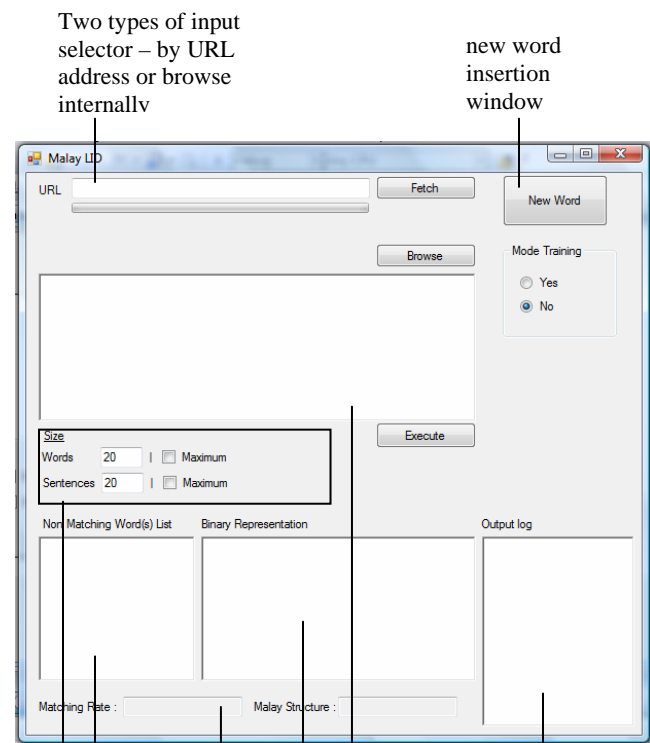 Two types of input
selector – by URL
address or browse
internally
new word
insertion
window
Malay LID
URL
Fetch
New Word
Browse
Mode Training
Yes
No
Size
Words 20 | Maximum
Sentences 20 | Maximum
Execute
Non Matching Word(s) List
Binary Representation
Output log
Matching Rate :
Malay Structure :